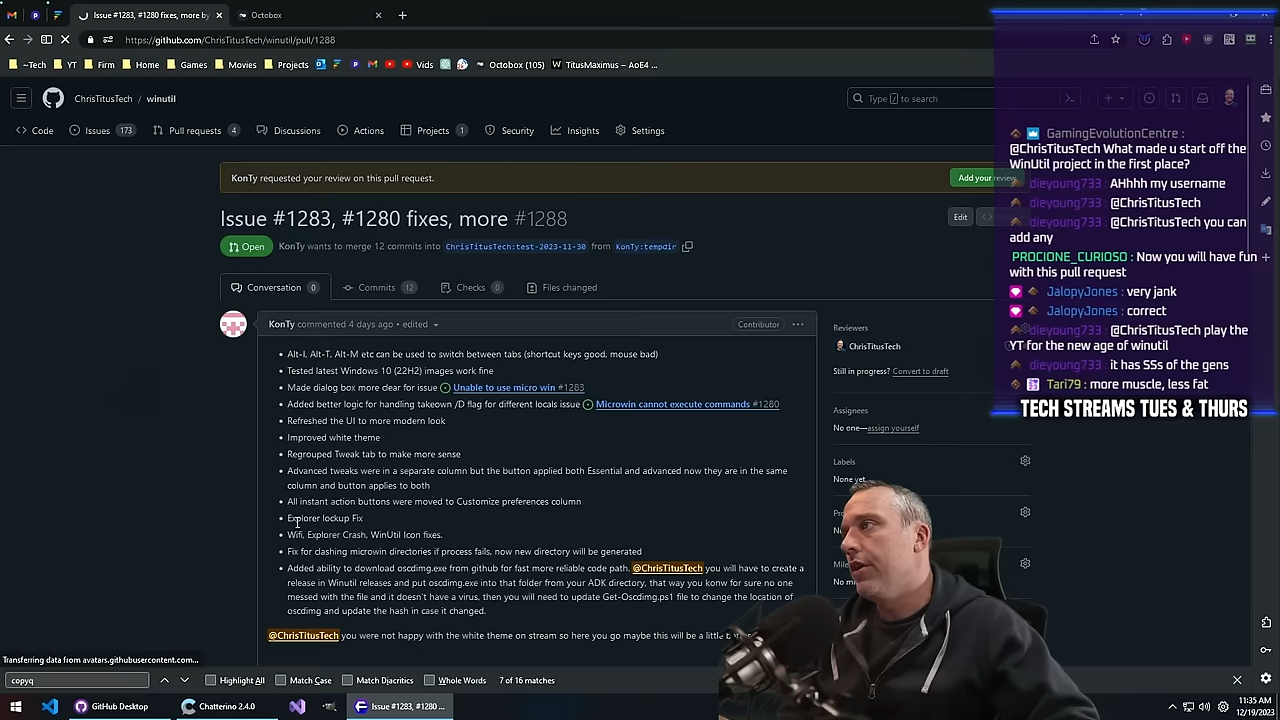 Issue #1283, #1280 fixes, more by
Octobox
https://github.com/ChrisTitusTech/winutil/pull/1288
~Tech
YT
Firm
Home
Games
Movies
Projects
Vids
Octobox (105)
TitusMaximus ~ AoE4 ...
ChrisTitusTech / winutil
Type / to search
Code
Issues 173
Pull requests 4
Discussions
Actions
Projects 1
Security
Insights
Settings
KonTy requested your review on this pull request.
Add your review
Issue #1283, #1280 fixes, more #1288
Edit
Open
KonTy wants to merge 12 commits into ChrisTitusTech:test-2023-11-30 from KonTy:tempdir
Conversation 0
Commits 12
Checks 0
Files changed
KonTy commented 4 days ago • edited
Contributor
• Alt-I, Alt-T, Alt-M etc can be used to switch between tabs (shortcut keys good, mouse bad)
• Tested latest Windows 10 (22H2) images work fine
• Made dialog box more clear for issue Unable to use micro win #1283
• Added better logic for handling takeown /D flag for different locals issue Microwin cannot execute commands #1280
• Refreshed the UI to more modern look
• Improved white theme
• Regrouped Tweak tab to make more sense
• Advanced tweaks were in a separate column but the button applied both Essential and advanced now they are in the same
column and button applies to both
• All instant action buttons were moved to Customize preferences column
• Explorer lockup Fix
• Wifi, Explorer Crash, WinUtil Icon fixes.
• Fix for clashing microwin directories if process fails, now new directory will be generated
• Added ability to download oscdimg.exe from github for fast more reliable code path. @ChrisTitusTech you will have to create a
release in Winutil releases and put oscdimg.exe into that folder from your ADK directory, that way you konw for sure no one
messed with the file and it doesn't have a virus, then you will need to update Get-Oscdimg.ps1 file to change the location of
oscdimg and update the hash in case it changed.
@ChrisTitusTech you were not happy with the white theme on stream so here you go maybe this will be a little
Reviewers
ChrisTitusTech
Still in progress? Convert to draft
Assignees
No one—assign yourself
Labels
None yet
GamingEvolutionCentre :
@ChrisTitusTech What made u start off the
WinUtil project in the first place?
dieyoung733 : AHhhh my username
dieyoung733 : @ChrisTitusTech
dieyoung733 : @ChrisTitusTech you can
add any
PROCIONE_CURIOSO : Now you will have fun
with this pull request
JalopyJones : very jank
JalopyJones : correct
dieyoung733 : @ChrisTitusTech play the
YT for the new age of winutil
dieyoung733 : it has SSs of the gens
Tari79 : more muscle, less fat
TECH STREAMS TUES & THURS
Transferring data from avatars.githubusercontent.com...
copyq
Highlight All
Match Case
Match Diacritics
Whole Words
7 of 16 matches
GitHub Desktop
Chatterino 2.4.0
Issue #1283, #1280 ...
11:35 AM
12/19/2023